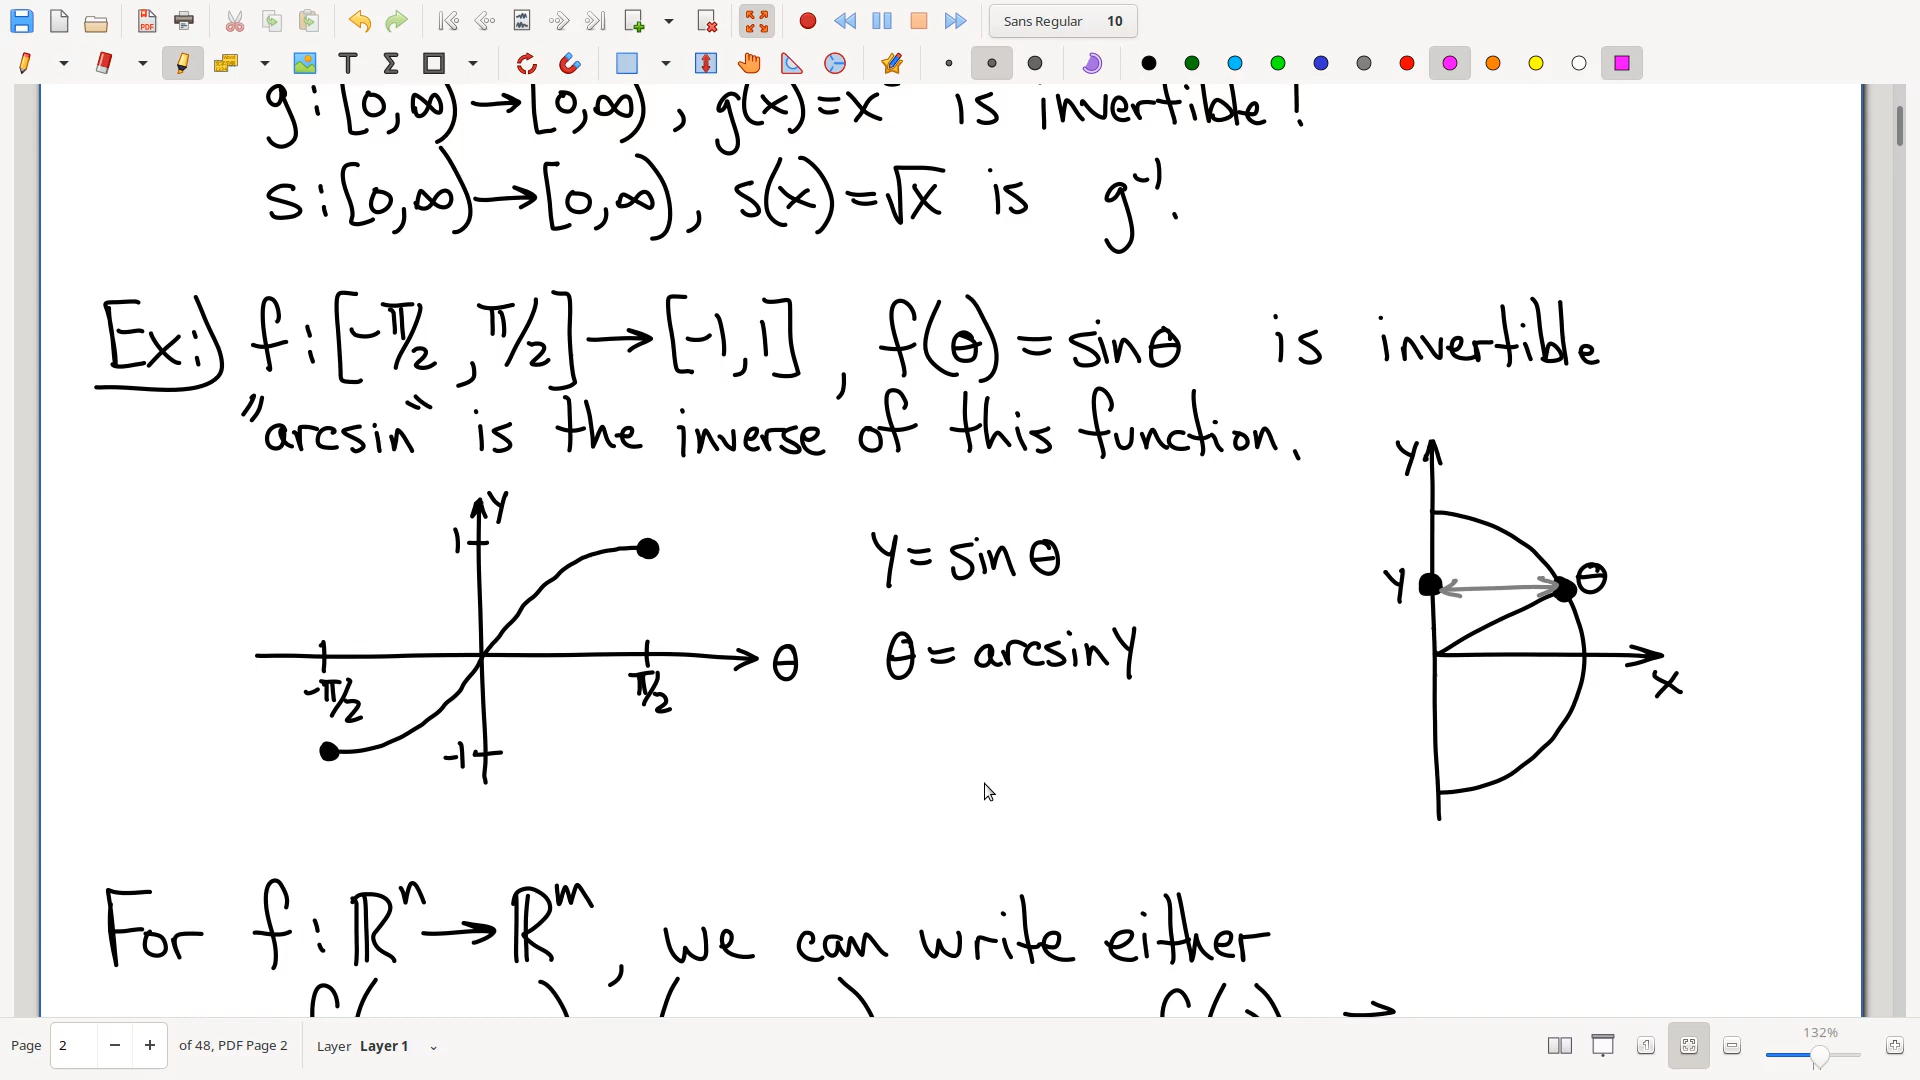 Sans Regular 10
g : [0,∞) → [0,∞), g(x) = x is invertible!
s : [0,∞) → [0,∞), s(x) = √x is g⁻¹.
Ex:) f : [-π/2, π/2] → [-1, 1], f(θ) = sinθ is invertible
"arcsin" is the inverse of this function.
y
1
-π/2
π/2
θ
-1
y = sin θ
θ = arcsin y
y
y
θ
x
For f : ℝⁿ → ℝᵐ, we can write either
Page 2 of 48, PDF Page 2 Layer Layer 1
132%